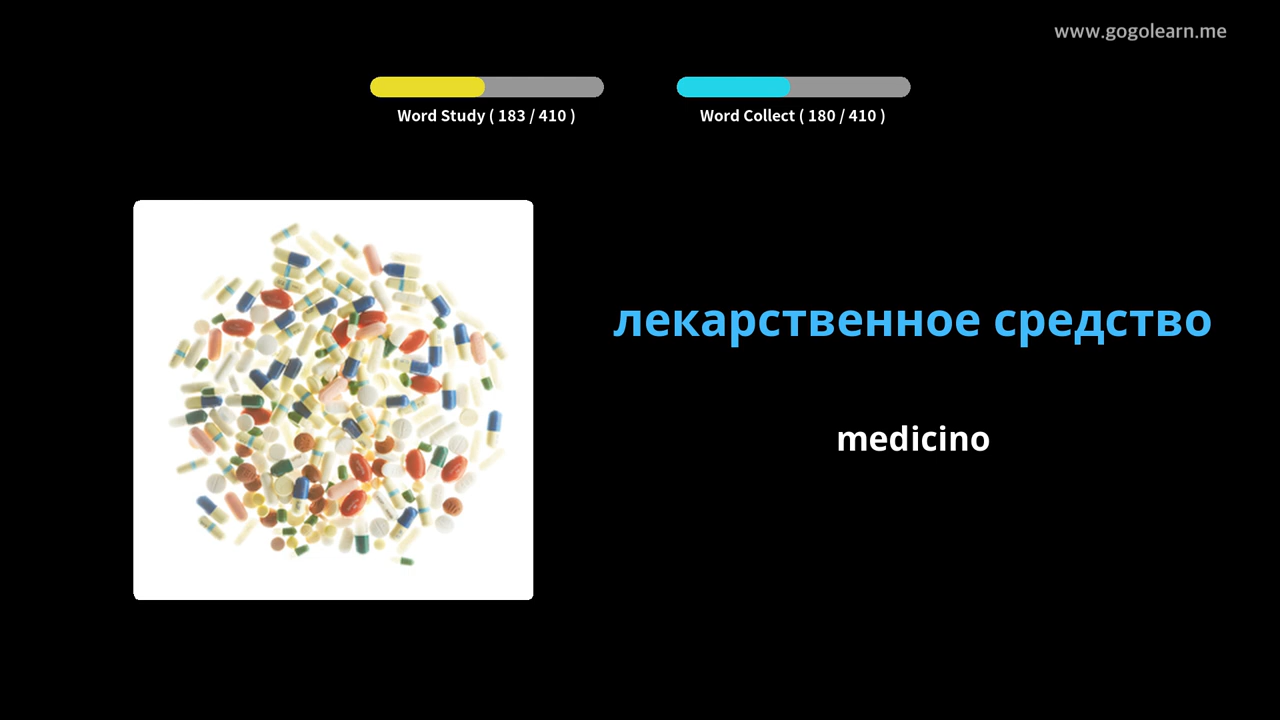 www.gogolearn.me
Word Study ( 183 / 410 )
Word Collect ( 180 / 410 )
лекарственное средство
medicino